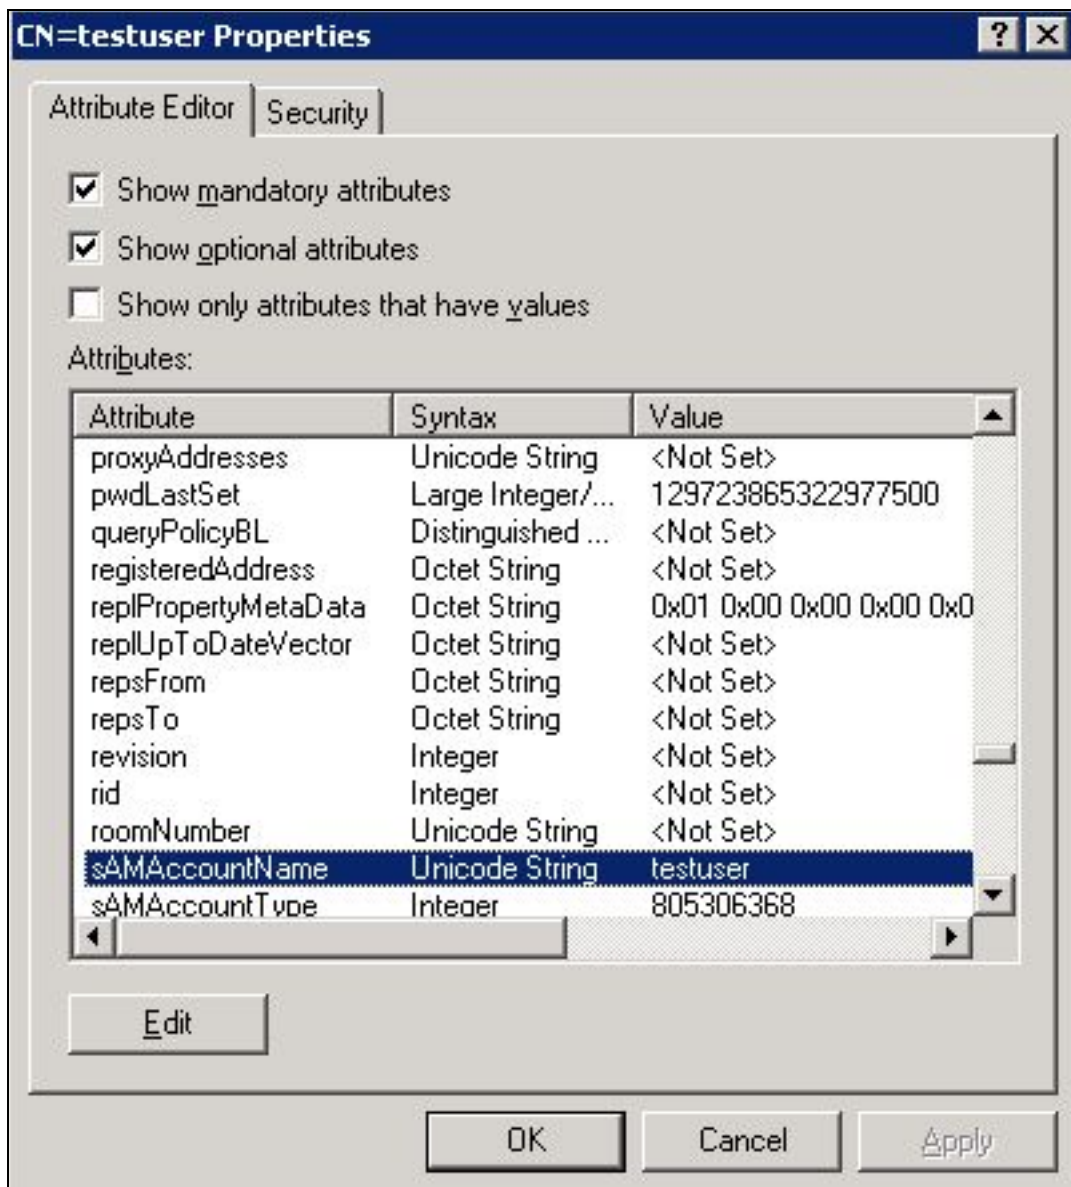 CN=testuser Properties
Attribute Editor Security
Show mandatory attributes
Show optional attributes
Show only attributes that have values
Attributes:
Attribute Syntax Value
proxyAddresses Unicode String <Not Set>
pwdLastSet Large Integer/... 129723865322977500
queryPolicyBL Distinguished ... <Not Set>
registeredAddress Octet String <Not Set>
replPropertyMetaData Octet String 0x01 0x00 0x00 0x00 0x0
replUpToDateVector Octet String <Not Set>
repsFrom Octet String <Not Set>
repsTo Octet String <Not Set>
revision Integer <Not Set>
rid Integer <Not Set>
roomNumber Unicode String <Not Set>
sAMAccountName Unicode String testuser
sAMAccountType Integer 805306368
Edit
OK Cancel Apply